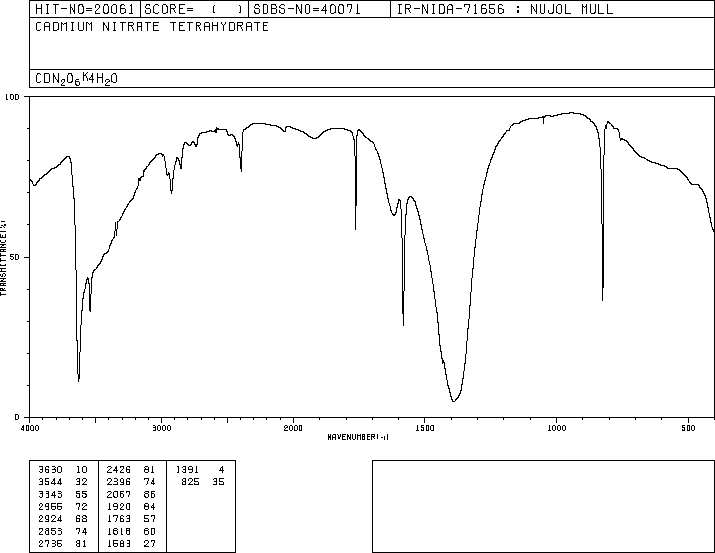 HIT-NO=20061 SCORE= ( ) SDBS-NO=40071 IR-NIDA-71656 : NUJOL MULL
CADMIUM NITRATE TETRAHYDRATE
CDN2O6*4H2O
100
50
0
TRANSMITTANCE(%)
4000 3000 2000 1500 1000 500
WAVENUMBER(-1)
3630 10 2426 81 1391 4
3544 32 2396 74 825 35
3343 55 2067 86
2955 72 1920 84
2924 68 1763 57
2853 74 1618 60
2735 81 1583 27